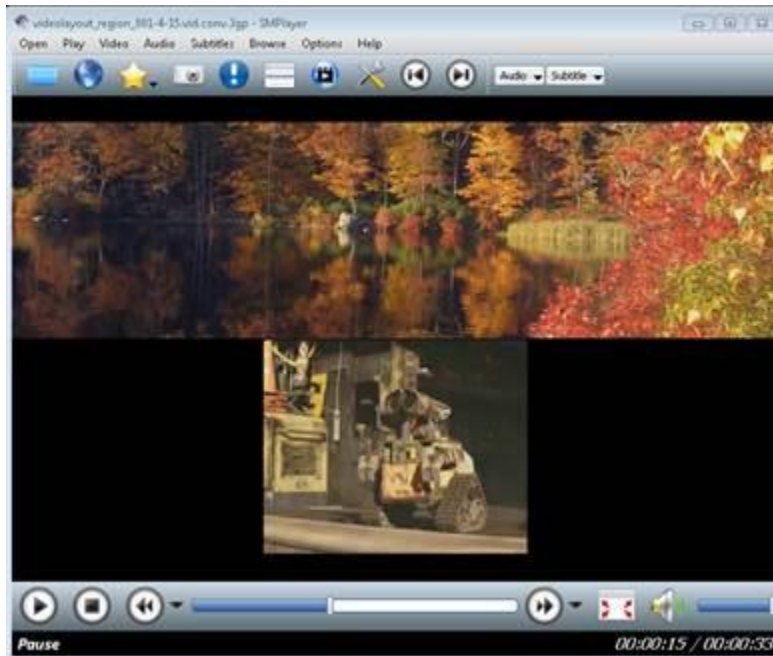 videolayout_region_001-4-15.vid.conv.3gp - SMPlayer
Open Play Video Audio Subtitles Browse Options Help
Audio Subtitle
Pause 00:00:15 / 00:00:33